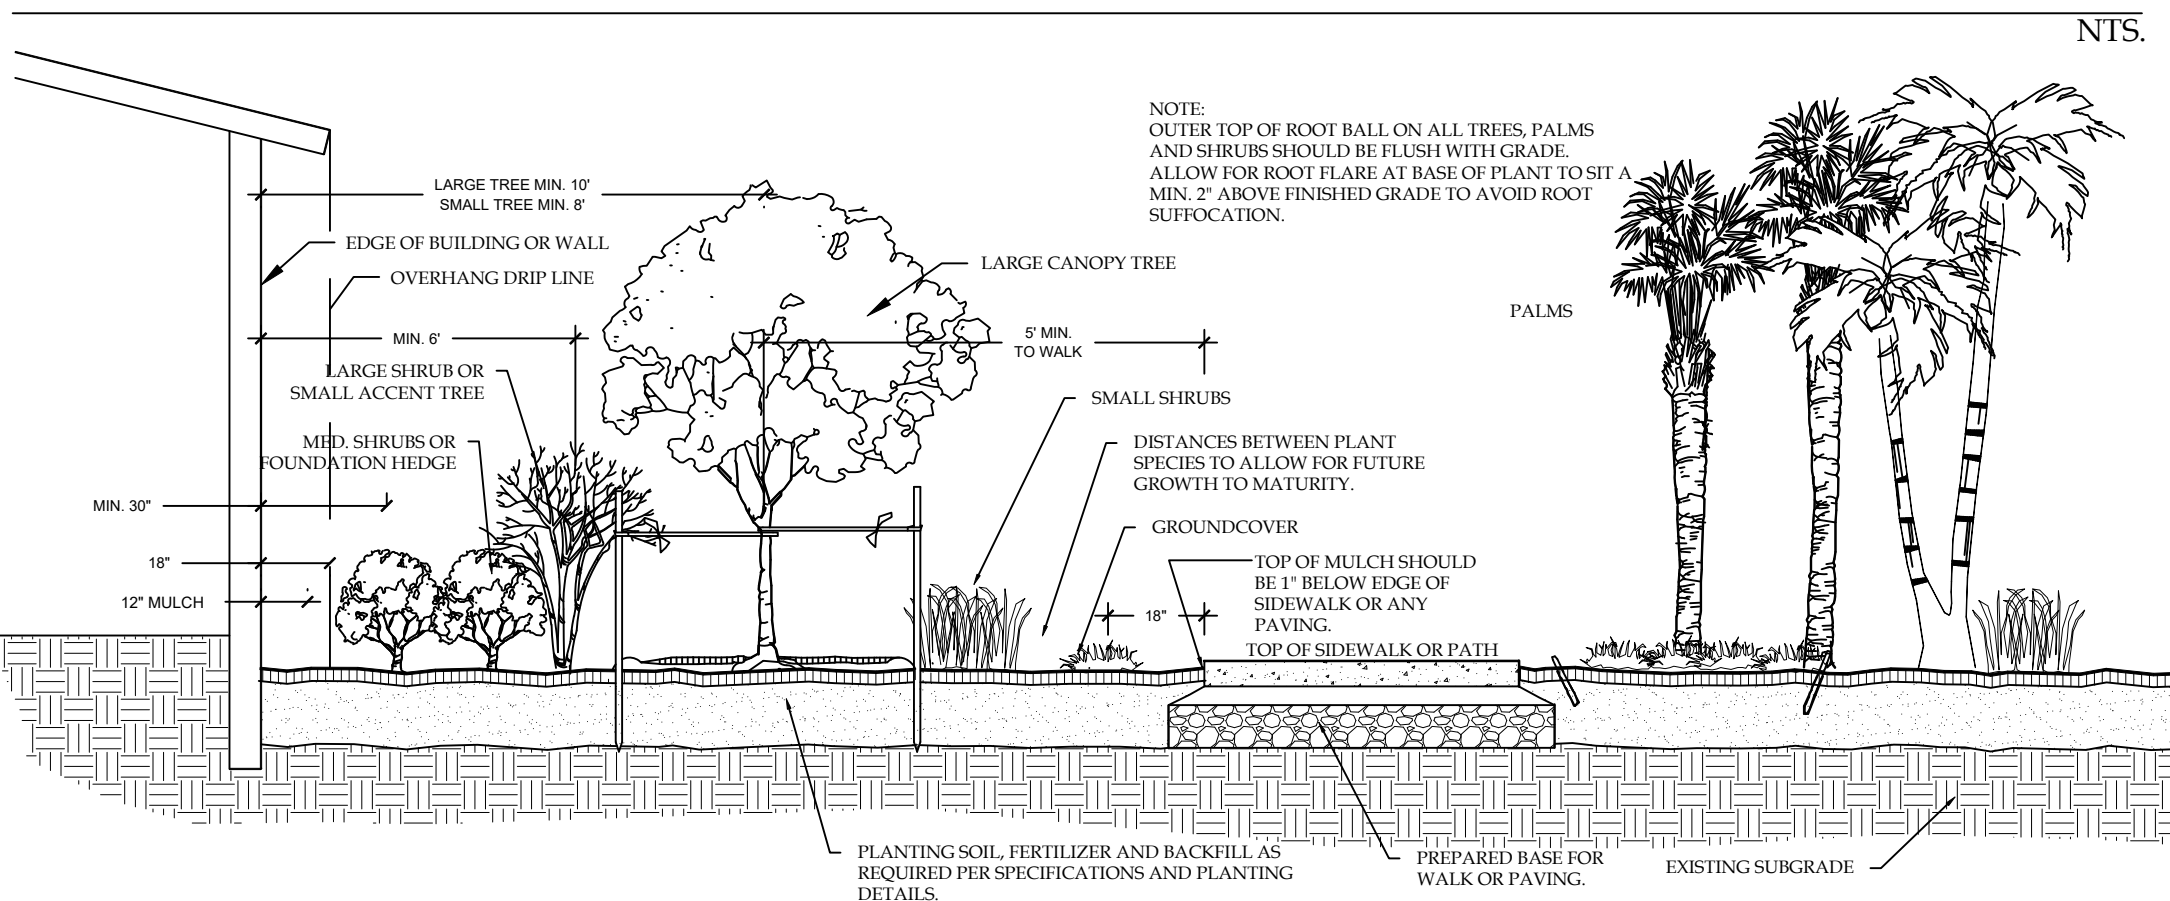 NTS.
NOTE:
OUTER TOP OF ROOT BALL ON ALL TREES, PALMS
AND SHRUBS SHOULD BE FLUSH WITH GRADE.
ALLOW FOR ROOT FLARE AT BASE OF PLANT TO SIT A
MIN. 2" ABOVE FINISHED GRADE TO AVOID ROOT
SUFFOCATION.
LARGE TREE MIN. 10'
SMALL TREE MIN. 8'
EDGE OF BUILDING OR WALL
OVERHANG DRIP LINE
LARGE CANOPY TREE
PALMS
MIN. 6'
5' MIN.
TO WALK
LARGE SHRUB OR
SMALL ACCENT TREE
SMALL SHRUBS
MED. SHRUBS OR
FOUNDATION HEDGE
DISTANCES BETWEEN PLANT
SPECIES TO ALLOW FOR FUTURE
GROWTH TO MATURITY.
MIN. 30"
GROUNDCOVER
18"
12" MULCH
TOP OF MULCH SHOULD
BE 1" BELOW EDGE OF
SIDEWALK OR ANY
PAVING.
18"
TOP OF SIDEWALK OR PATH
PLANTING SOIL, FERTILIZER AND BACKFILL AS
REQUIRED PER SPECIFICATIONS AND PLANTING
DETAILS.
PREPARED BASE FOR
WALK OR PAVING.
EXISTING SUBGRADE